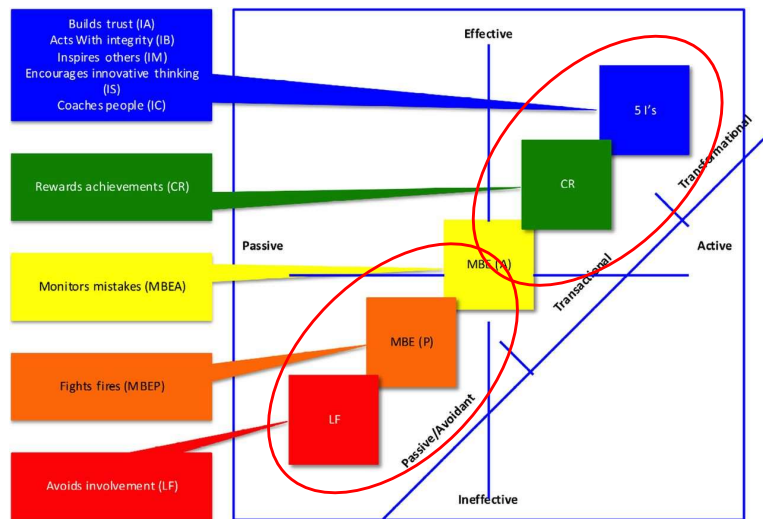 Builds trust (IA)
Acts With integrity (IB)
Inspires others (IM)
Encourages innovative thinking
(IS)
Coaches people (IC)
Rewards achievements (CR)
Monitors mistakes (MBEA)
Fights fires (MBEP)
Avoids involvement (LF)
Effective
5 I's
CR
Transformational
Passive
MBE (A)
Active
Transactional
MBE (P)
LF
Passive/Avoidant
Ineffective